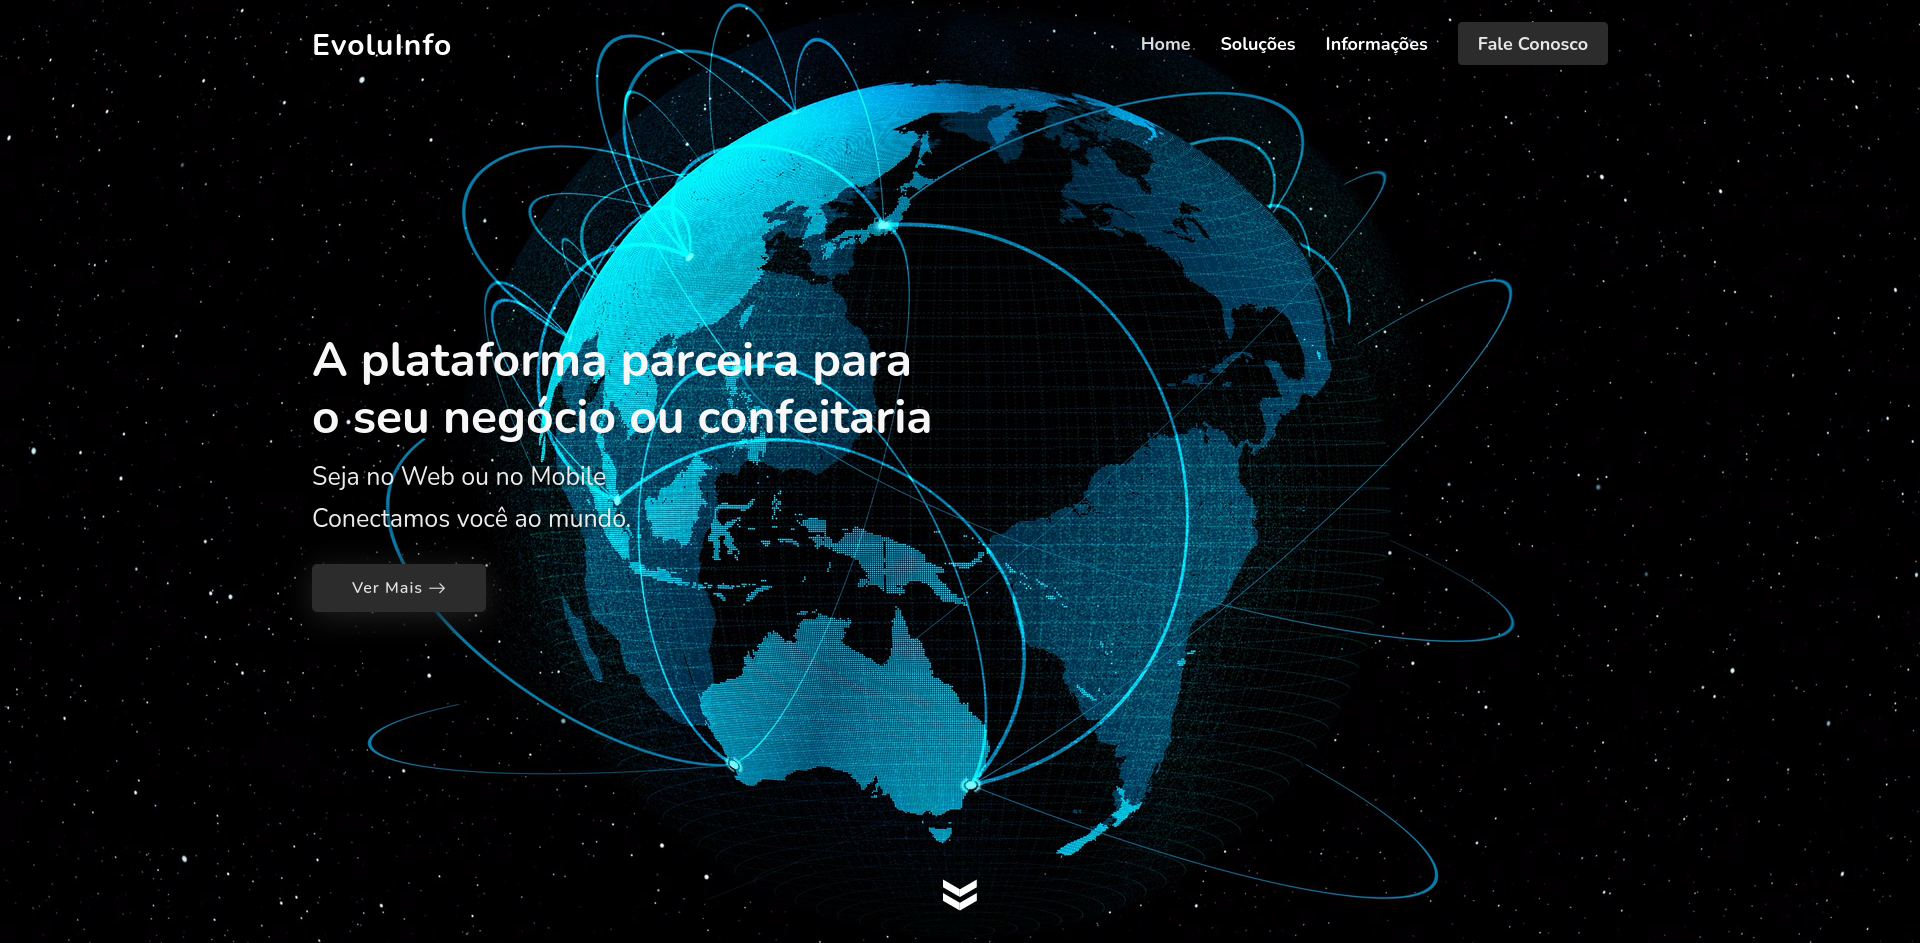 EvoluInfo
Home
Soluções
Informações
Fale Conosco
A plataforma parceira para
o seu negócio ou confeitaria
Seja no Web ou no Mobile
Conectamos você ao mundo.
Ver Mais →